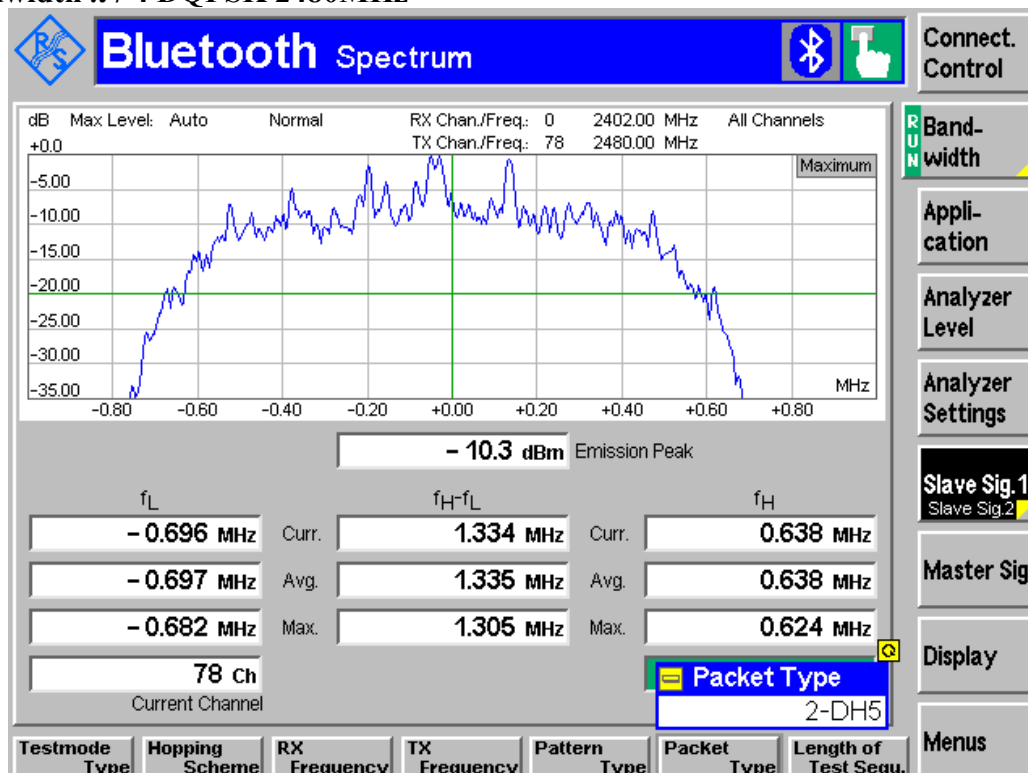 Bluetooth Spectrum
Connect.
Control
dB Max Level: Auto Normal RX Chan./Freq.: 0 2402.00 MHz All Channels
+0.0 TX Chan./Freq.: 78 2480.00 MHz
Maximum
RUN
Band-
width
-5.00
-10.00
-15.00
-20.00
-25.00
-30.00
-35.00
MHz
-0.80 -0.60 -0.40 -0.20 +0.00 +0.20 +0.40 +0.60 +0.80
Appli-
cation
Analyzer
Level
Analyzer
Settings
- 10.3 dBm Emission Peak
fL fH-fL fH
- 0.696 MHz Curr. 1.334 MHz Curr. 0.638 MHz
- 0.697 MHz Avg. 1.335 MHz Avg. 0.638 MHz
- 0.682 MHz Max. 1.305 MHz Max. 0.624 MHz
78 Ch
Current Channel
Packet Type
2-DH5
Slave Sig.1
Slave Sig.2
Master Sig
Display
Menus
Testmode
Type
Hopping
Scheme
RX
Frequency
TX
Frequency
Pattern
Type
Packet
Type
Length of
Test Sequ.